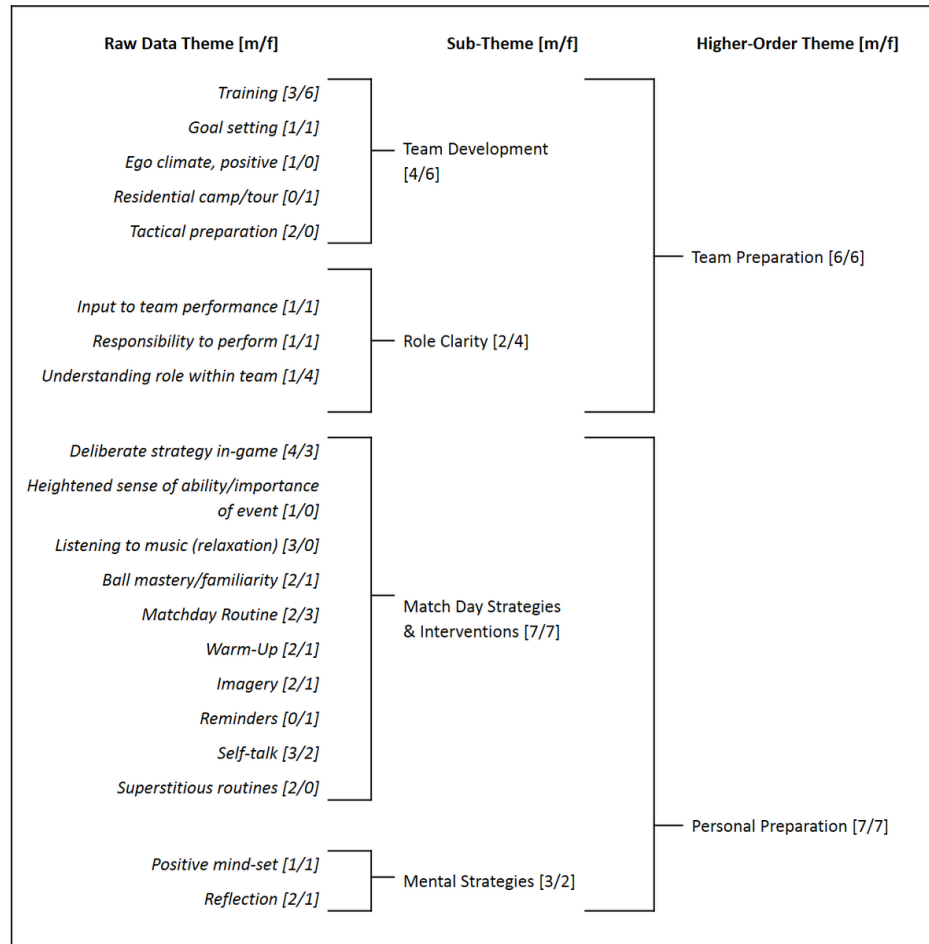 Raw Data Theme [m/f]
Sub-Theme [m/f]
Higher-Order Theme [m/f]
Training [3/6]
Goal setting [1/1]
Ego climate, positive [1/0]
Residential camp/tour [0/1]
Tactical preparation [2/0]
Team Development
[4/6]
Input to team performance [1/1]
Responsibility to perform [1/1]
Understanding role within team [1/4]
Role Clarity [2/4]
Team Preparation [6/6]
Deliberate strategy in-game [4/3]
Heightened sense of ability/importance
of event [1/0]
Listening to music (relaxation) [3/0]
Ball mastery/familiarity [2/1]
Matchday Routine [2/3]
Warm-Up [2/1]
Imagery [2/1]
Reminders [0/1]
Self-talk [3/2]
Superstitious routines [2/0]
Match Day Strategies
& Interventions [7/7]
Positive mind-set [1/1]
Reflection [2/1]
Mental Strategies [3/2]
Personal Preparation [7/7]